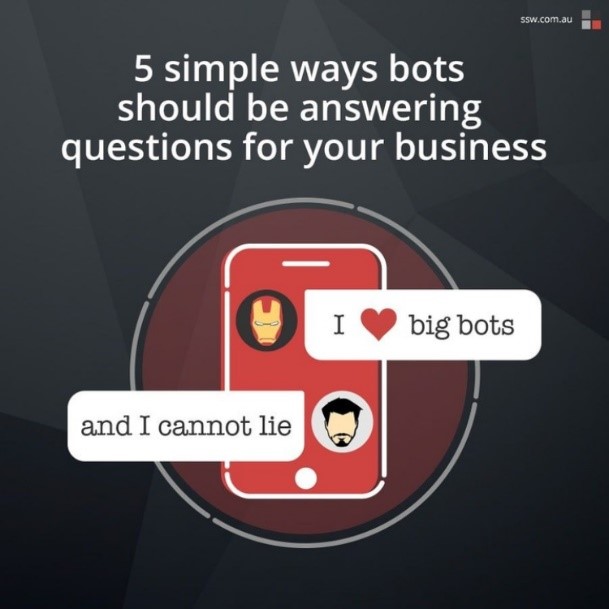 ssw.com.au
5 simple ways bots
should be answering
questions for your business
I ❤ big bots
and I cannot lie